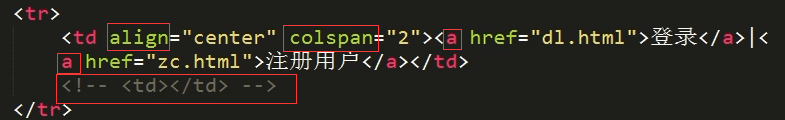 <tr>
<td align="center" colspan="2"><a href="dl.html">登录</a>|<
a href="zc.html">注册用户</a></td>
<!-- <td></td> -->
</tr>